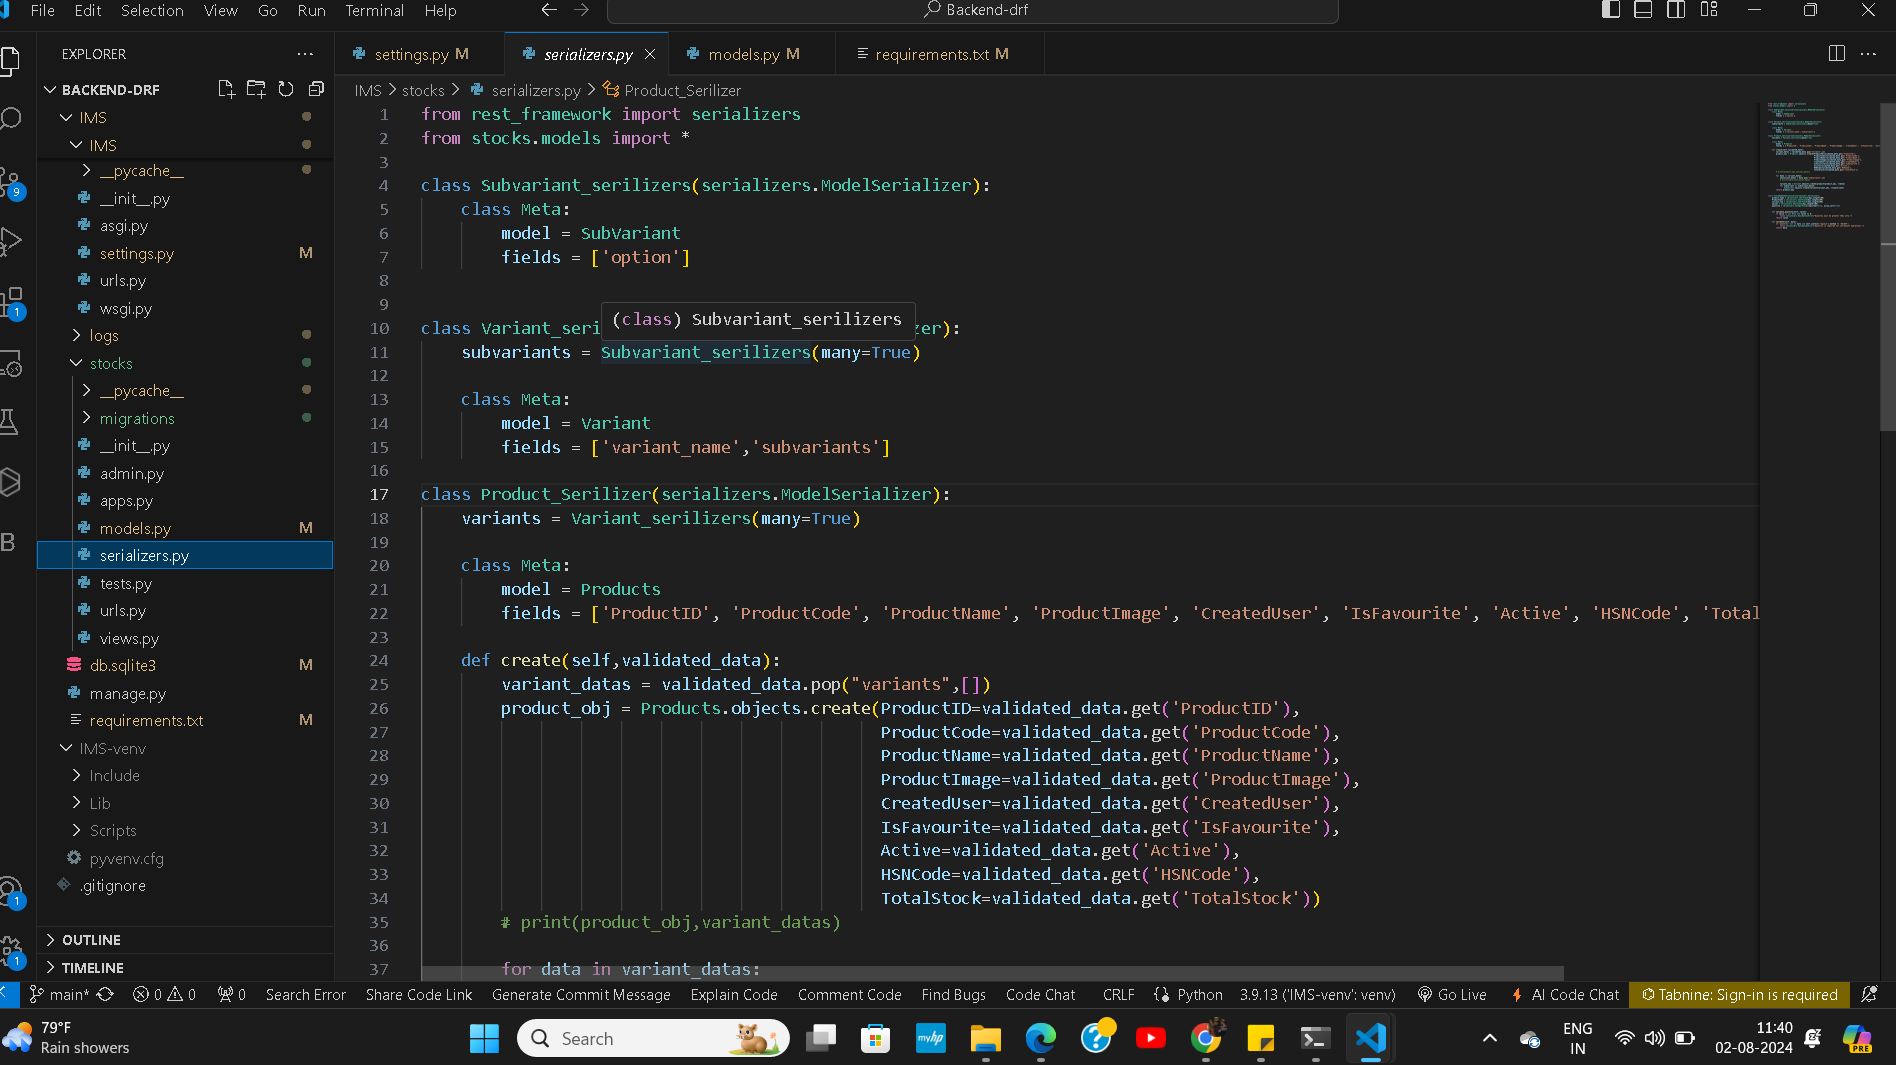 File Edit Selection View Go Run Terminal Help
Backend-drf
EXPLORER
BACKEND-DRF
IMS
IMS
__pycache__
__init__.py
asgi.py
settings.py M
urls.py
wsgi.py
logs
stocks
__pycache__
migrations
__init__.py
admin.py
apps.py
models.py M
serializers.py
tests.py
urls.py
views.py
db.sqlite3 M
manage.py
requirements.txt M
IMS-venv
Include
Lib
Scripts
pyvenv.cfg
.gitignore
OUTLINE
TIMELINE
9
1
1
1
B
settings.py M serializers.py models.py M requirements.txt M
IMS > stocks > serializers.py > Product_Serilizer
1 from rest_framework import serializers
2 from stocks.models import *
3
4 class Subvariant_serilizers(serializers.ModelSerializer):
5 class Meta:
6 model = SubVariant
7 fields = ['option']
8
9
(class) Subvariant_serilizers
10 class Variant_seri zer):
11 subvariants = Subvariant_serilizers(many=True)
12
13 class Meta:
14 model = Variant
15 fields = ['variant_name','subvariants']
16
17 class Product_Serilizer(serializers.ModelSerializer):
18 variants = Variant_serilizers(many=True)
19
20 class Meta:
21 model = Products
22 fields = ['ProductID', 'ProductCode', 'ProductName', 'ProductImage', 'CreatedUser', 'IsFavourite', 'Active', 'HSNCode', 'Total
23
24 def create(self,validated_data):
25 variant_datas = validated_data.pop("variants",[])
26 product_obj = Products.objects.create(ProductID=validated_data.get('ProductID'),
27 ProductCode=validated_data.get('ProductCode'),
28 ProductName=validated_data.get('ProductName'),
29 ProductImage=validated_data.get('ProductImage'),
30 CreatedUser=validated_data.get('CreatedUser'),
31 IsFavourite=validated_data.get('IsFavourite'),
32 Active=validated_data.get('Active'),
33 HSNCode=validated_data.get('HSNCode'),
34 TotalStock=validated_data.get('TotalStock'))
35 # print(product_obj,variant_datas)
36
37 for data in variant_datas:
main* 0 0 0 Search Error Share Code Link Generate Commit Message Explain Code Comment Code Find Bugs Code Chat CRLF Python 3.9.13 ('IMS-venv': venv) Go Live AI Code Chat Tabnine: Sign-in is required
79°F
Rain showers
Search
myhp
ENG
IN
11:40
02-08-2024
PRE